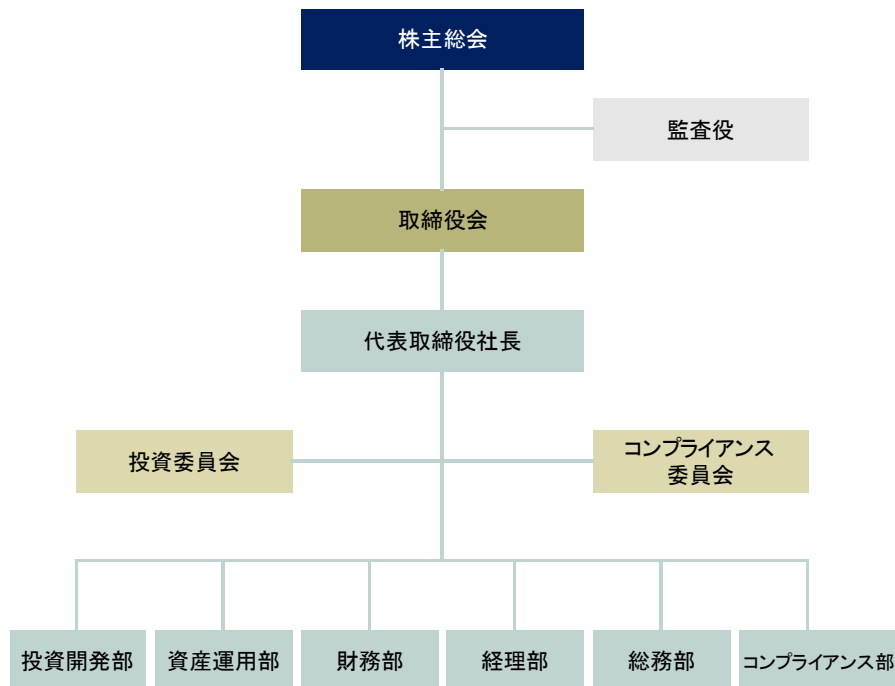 株主総会
監査役
取締役会
代表取締役社長
投資委員会
コンプライアンス
委員会
投資開発部
資産運用部
財務部
経理部
総務部
コンプライアンス部